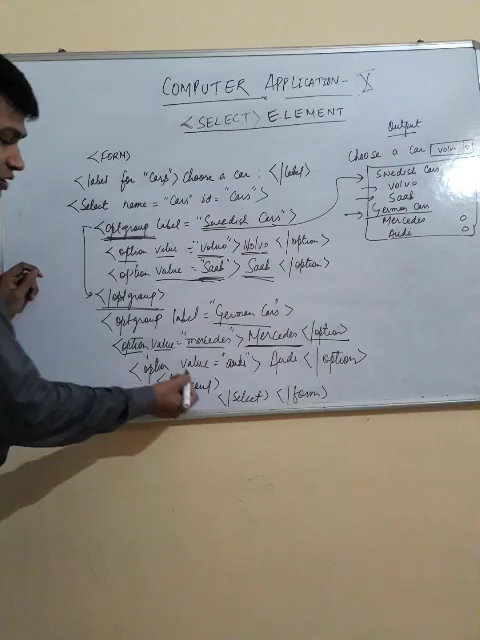 COMPUTER APPLICATION - X
<SELECT> ELEMENT
<FORM>
<label for "Cars"> Choose a car : </label>
<Select name = "Cars" id = "Cars">
<optgroup label = "Swedish Cars">
<option value = "volvo"> Volvo </option>
<option value = "Saab"> Saab </option>
</optgroup>
<optgroup label = "German Cars">
<option value = "mercedes"> Mercedes </option>
<option value = "audi"> Audi </option>
</select> </form>
Output
Choose a car volvo
Swedish Cars
Volvo
Saab
German Cars
Mercedes
Audi